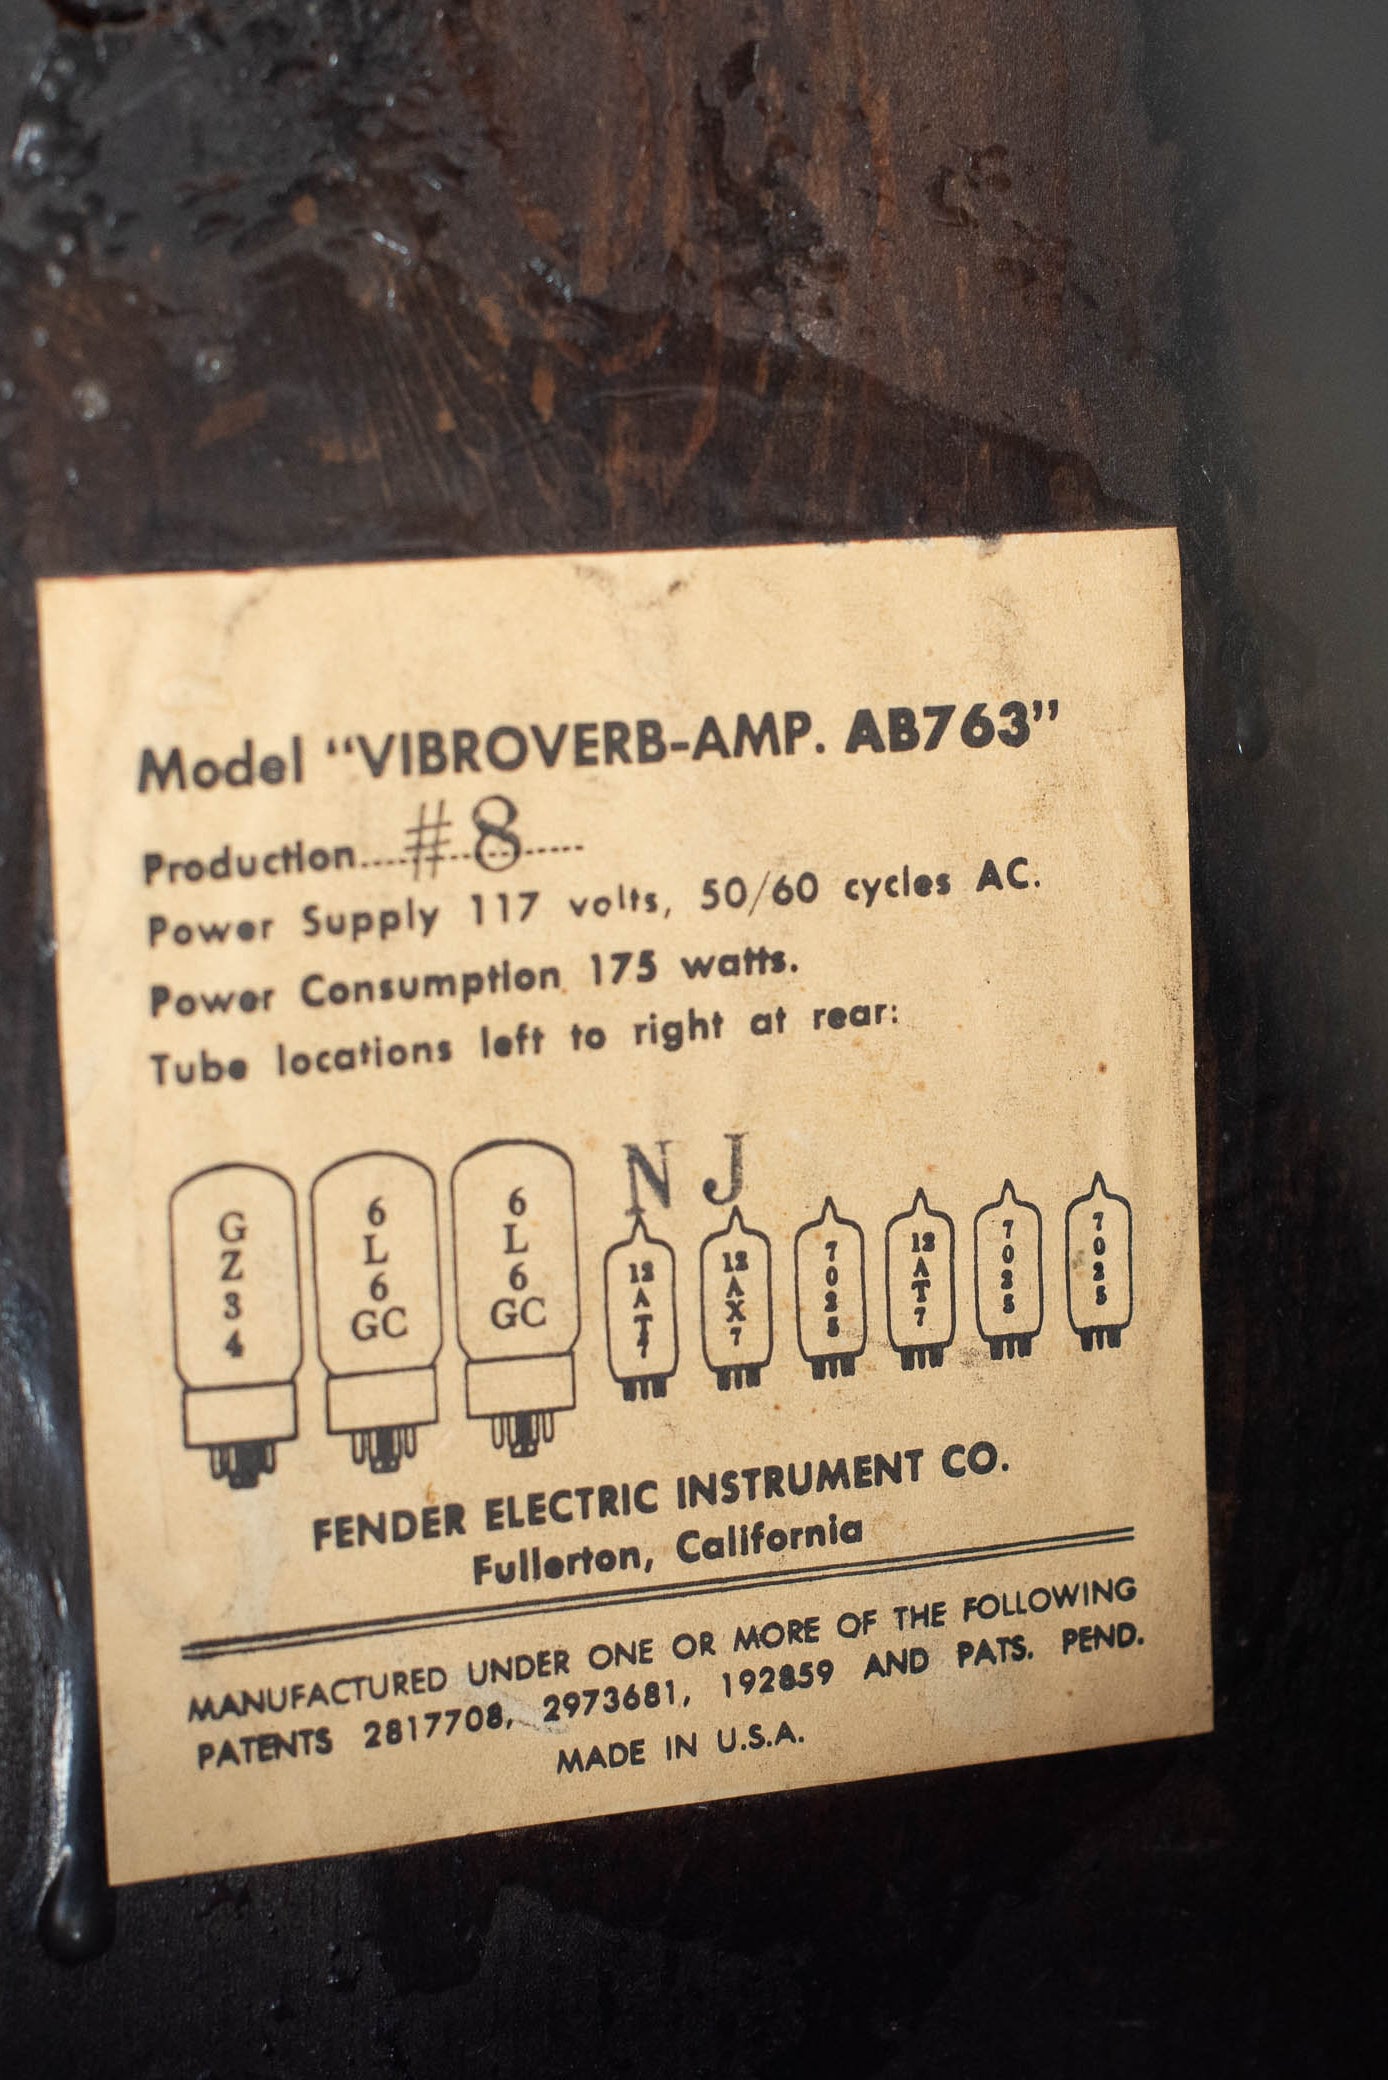 Model “VIBROVERB-AMP. AB763”
Production....#8.......
Power Supply 117 volts, 50/60 cycles AC.
Power Consumption 175 watts.
Tube locations left to right at rear:
N J
GZ34 6L6GC 6L6GC 12AT7 12AX7 7025 12AT7 7025 7025
FENDER ELECTRIC INSTRUMENT CO.
Fullerton, California
MANUFACTURED UNDER ONE OR MORE OF THE FOLLOWING
PATENTS 2817708, 2973681, 192859 AND PATS. PEND.
MADE IN U.S.A.